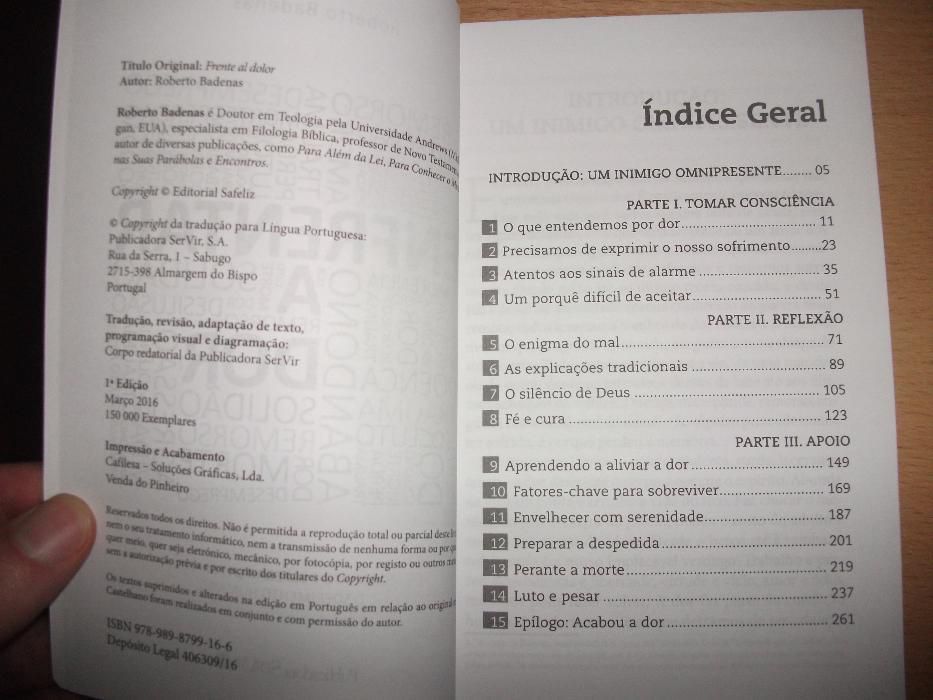 Título Original: Frente al dolor
Autor: Roberto Badenas
Roberto Badenas é Doutor em Teologia pela Universidade Andrews
gan, EUA), especialista em Filologia Bíblica, professor de Novo
autor de diversas publicações, como Para Além da Lei, Para Conhecer o
nas Suas Parábolas e Encontros.
Copyright © Editorial Safeliz
© Copyright da tradução para Língua Portuguesa:
Publicadora SerVir, S.A.
Rua da Serra, 1 – Sabugo
2715-398 Almargem do Bispo
Portugal
Tradução, revisão, adaptação de texto,
programação visual e diagramação:
Corpo redatorial da Publicadora SerVir
1ª Edição
Março 2016
150 000 Exemplares
Impressão e Acabamento
Cafilesa – Soluções Gráficas, Lda.
Venda do Pinheiro
Reservados todos os direitos. Não é permitida a reprodução total ou parcial
nem o seu tratamento informático, nem a transmissão de nenhuma forma ou por
quer meio, quer seja eletrónico, mecânico, por fotocópia, por registo ou outros
sem a autorização prévia e por escrito dos titulares do Copyright.
Os textos suprimidos e alterados na edição em Português em relação ao original
Castelhano foram realizados em conjunto e com permissão do autor.
ISBN 978-989-8799-16-6
Depósito Legal 406309/16
Índice Geral
INTRODUÇÃO: UM INIMIGO OMNIPRESENTE........ 05
PARTE I. TOMAR CONSCIÊNCIA
1 O que entendemos por dor............................... 11
2 Precisamos de exprimir o nosso sofrimento.........23
3 Atentos aos sinais de alarme ........................... 35
4 Um porquê difícil de aceitar............................ 51
PARTE II. REFLEXÃO
5 O enigma do mal.......................................... 71
6 As explicações tradicionais ............................ 89
7 O silêncio de Deus ....................................... 105
8 Fé e cura .................................................... 123
PARTE III. APOIO
9 Aprendendo a aliviar a dor............................ 149
10 Fatores-chave para sobreviver....................... 169
11 Envelhecer com serenidade.......................... 187
12 Preparar a despedida................................... 201
13 Perante a morte.......................................... 219
14 Luto e pesar .............................................. 237
15 Epílogo: Acabou a dor.................................. 261